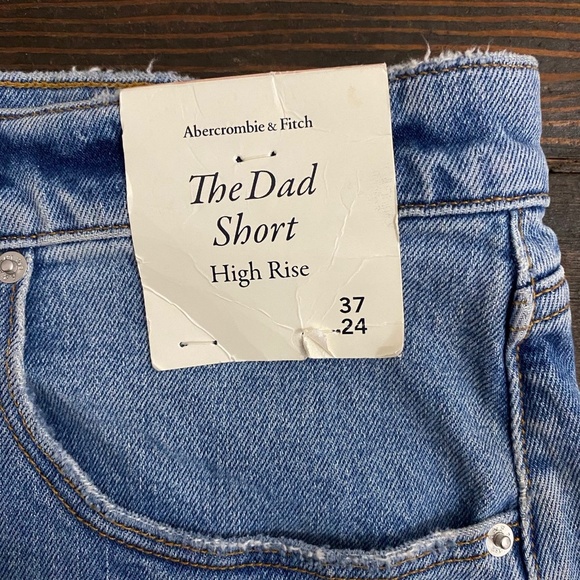 Abercrombie & Fitch
The Dad
Short
High Rise
37
24